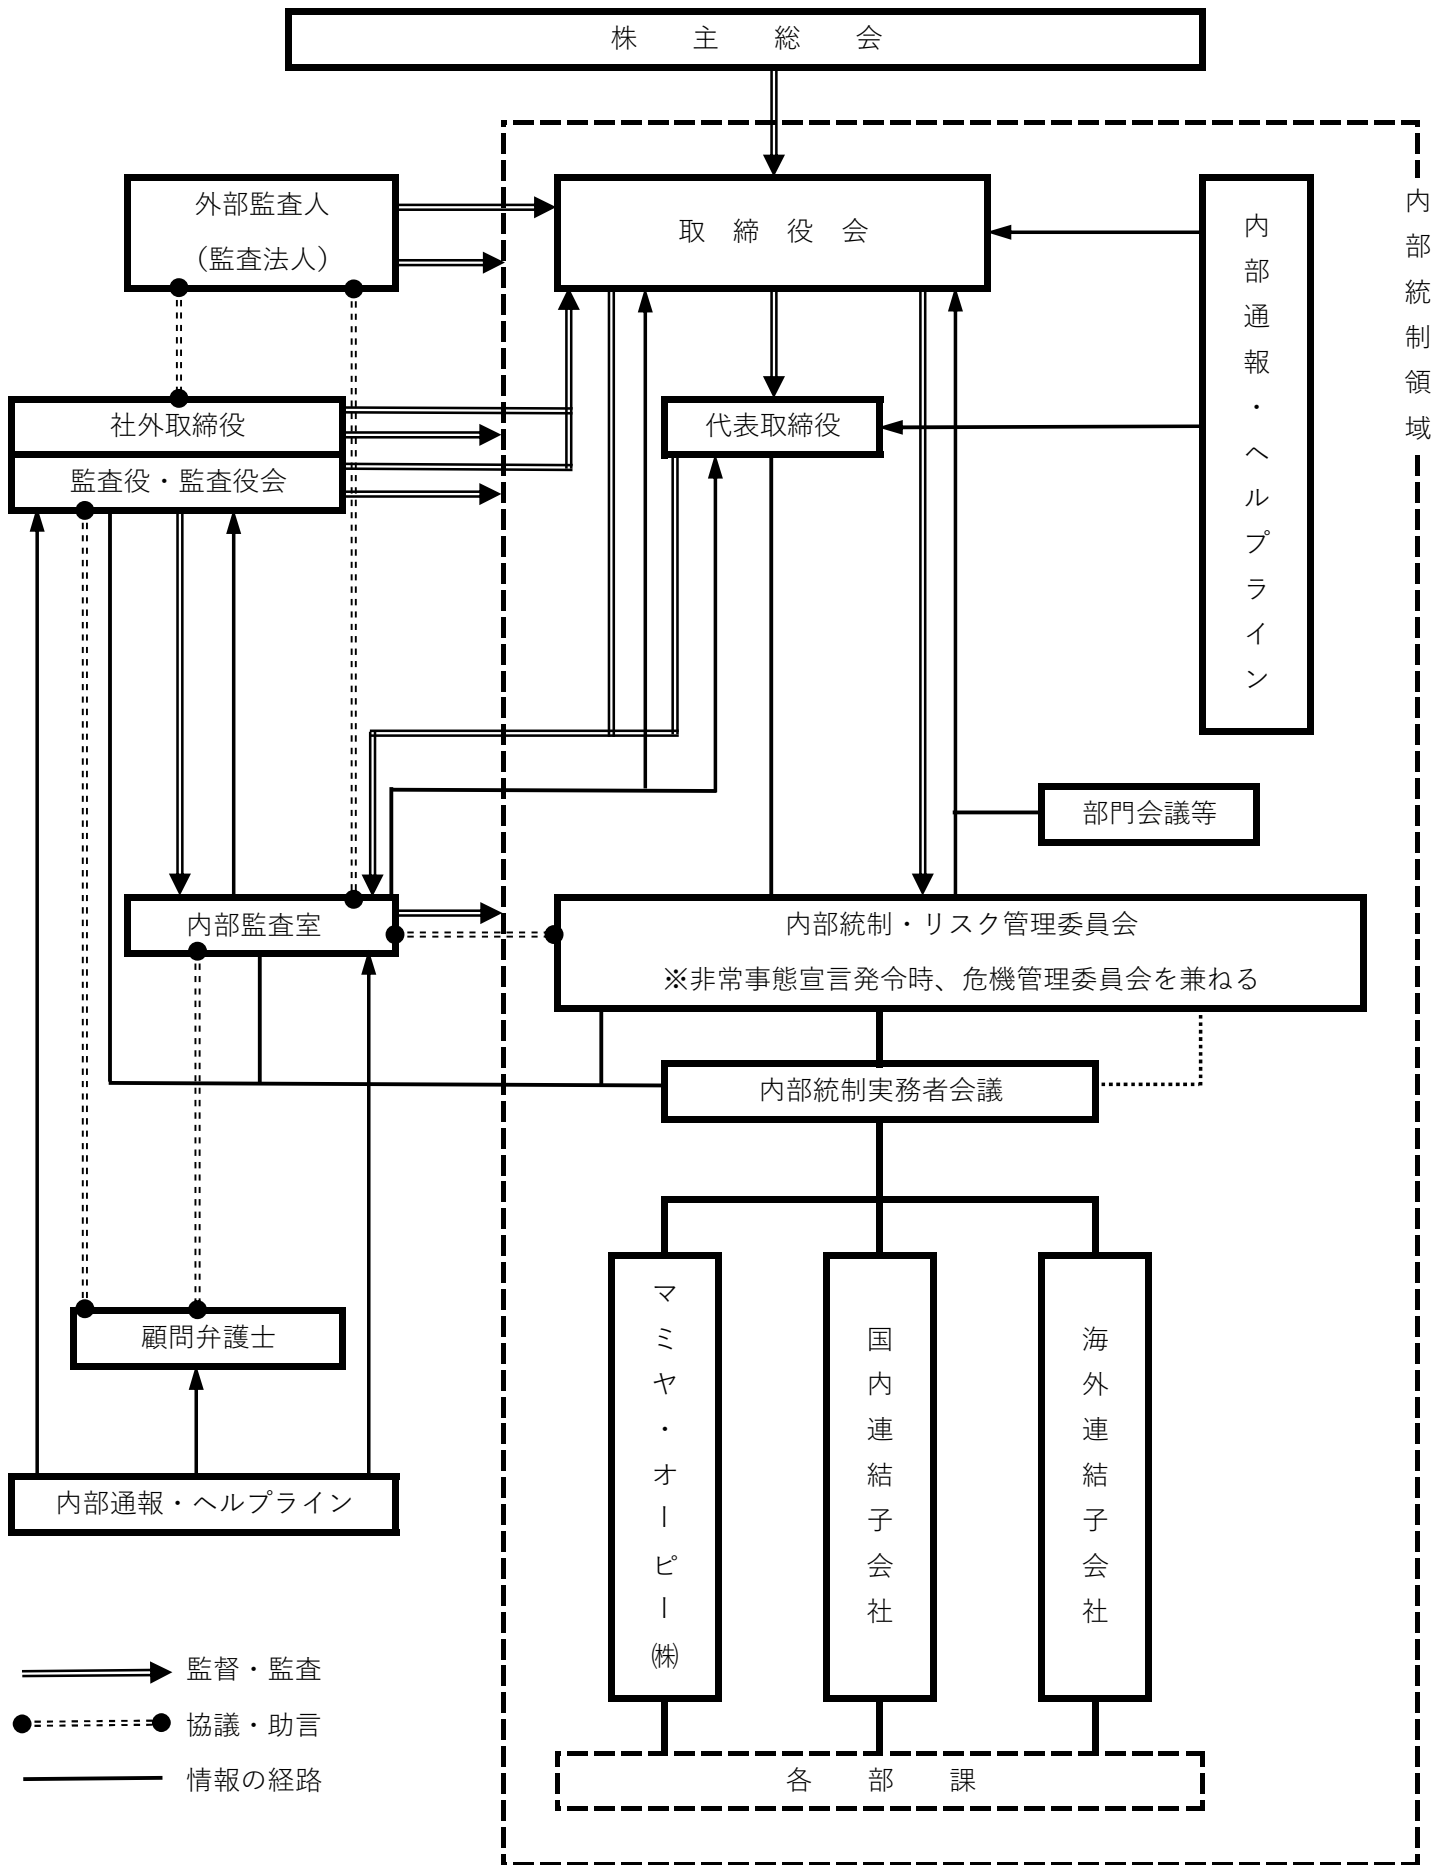 株主総会
内部統制領域
外部監査人
（監査法人）
取締役会
内部通報・ヘルプライン
社外取締役
監査役・監査役会
代表取締役
部門会議等
内部監査室
内部統制・リスク管理委員会
※非常事態宣言発令時、危機管理委員会を兼ねる
内部統制実務者会議
顧問弁護士
内部通報・ヘルプライン
マミヤ・オーピー㈱
国内連結子会社
海外連結子会社
各部課
監督・監査
協議・助言
情報の経路